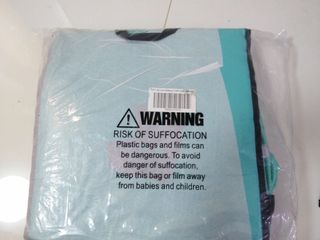 WARNING
RISK OF SUFFOCATION
Plastic bags and films can
be dangerous. To avoid
danger of suffocation,
keep this bag or film away
from babies and children.